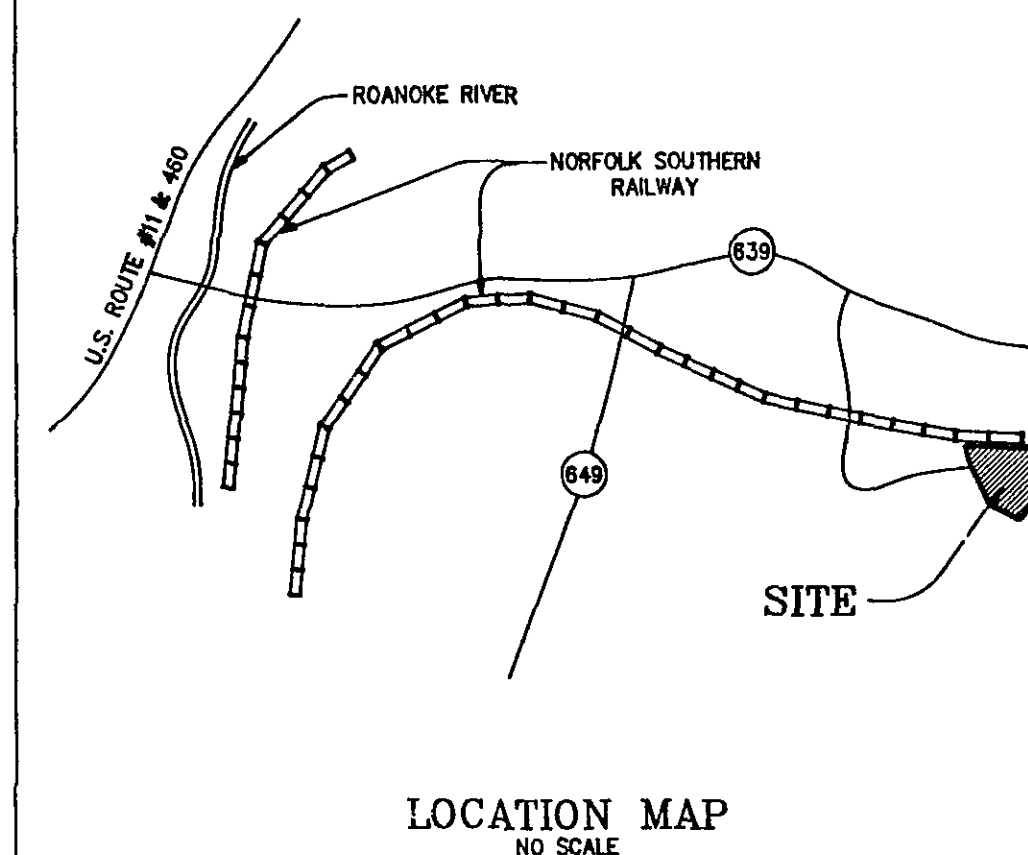 ROANOKE RIVER
NORFOLK SOUTHERN
RAILWAY
U.S. ROUTE #11 & 460
639
649
SITE
LOCATION MAP
NO SCALE